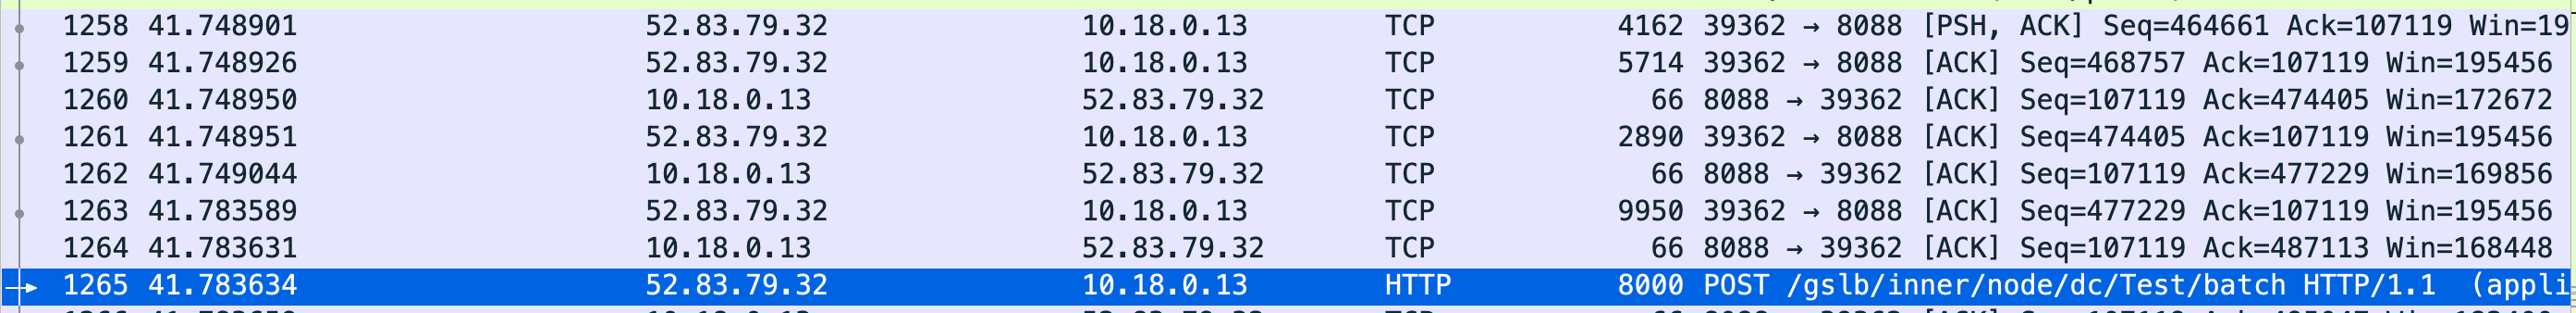 1258 41.748901 52.83.79.32 10.18.0.13 TCP 4162 39362 → 8088 [PSH, ACK] Seq=464661 Ack=107119 Win=19
1259 41.748926 52.83.79.32 10.18.0.13 TCP 5714 39362 → 8088 [ACK] Seq=468757 Ack=107119 Win=195456
1260 41.748950 10.18.0.13 52.83.79.32 TCP 66 8088 → 39362 [ACK] Seq=107119 Ack=474405 Win=172672
1261 41.748951 52.83.79.32 10.18.0.13 TCP 2890 39362 → 8088 [ACK] Seq=474405 Ack=107119 Win=195456
1262 41.749044 10.18.0.13 52.83.79.32 TCP 66 8088 → 39362 [ACK] Seq=107119 Ack=477229 Win=169856
1263 41.783589 52.83.79.32 10.18.0.13 TCP 9950 39362 → 8088 [ACK] Seq=477229 Ack=107119 Win=195456
1264 41.783631 10.18.0.13 52.83.79.32 TCP 66 8088 → 39362 [ACK] Seq=107119 Ack=487113 Win=168448
1265 41.783634 52.83.79.32 10.18.0.13 HTTP 8000 POST /gslb/inner/node/dc/Test/batch HTTP/1.1 (appli